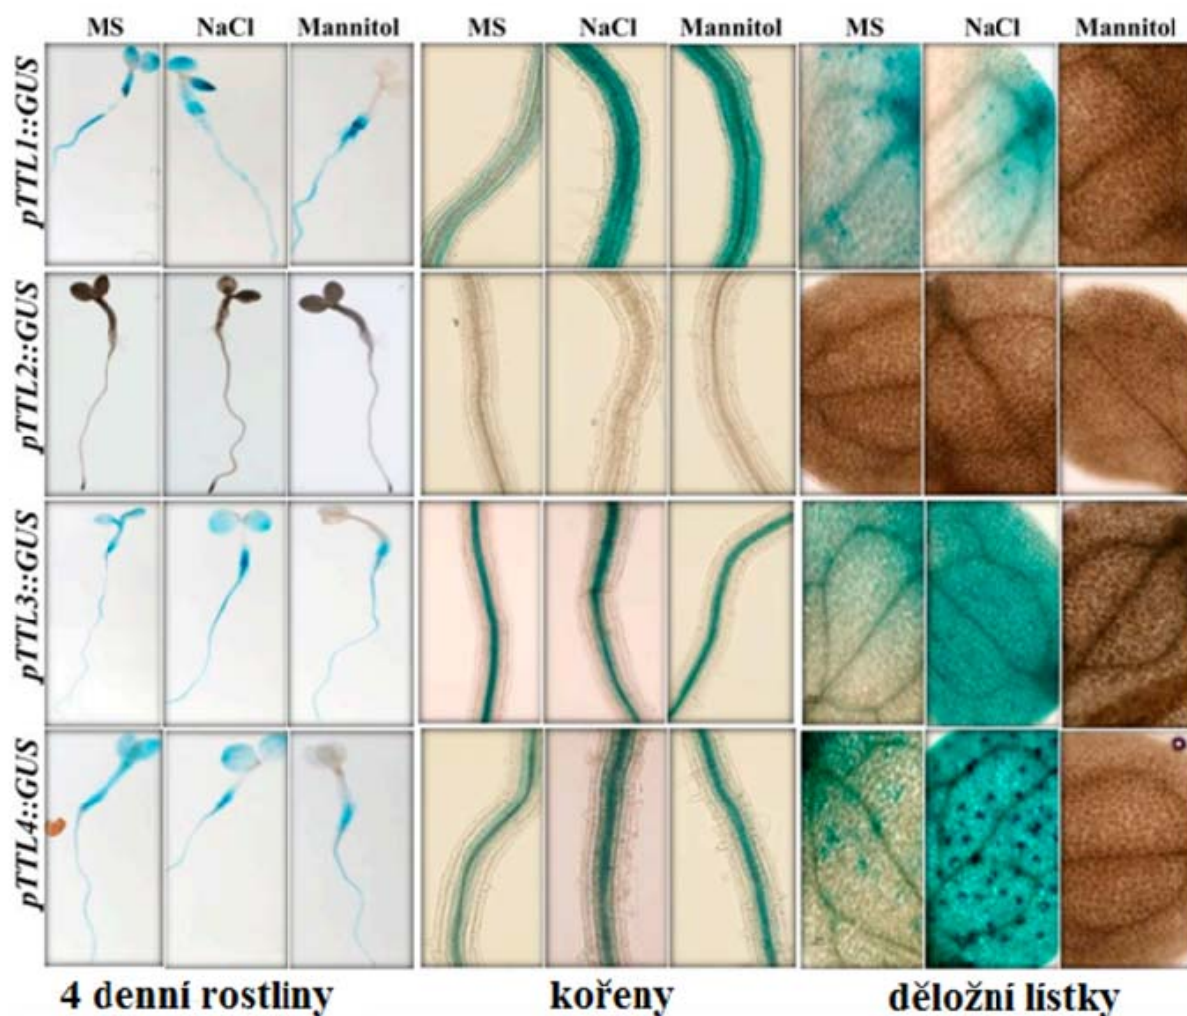 MS NaCl Mannitol MS NaCl Mannitol MS NaCl Mannitol
pTTL1::GUS
pTTL2::GUS
pTTL3::GUS
pTTL4::GUS
4 denní rostliny kořeny děložní lístky